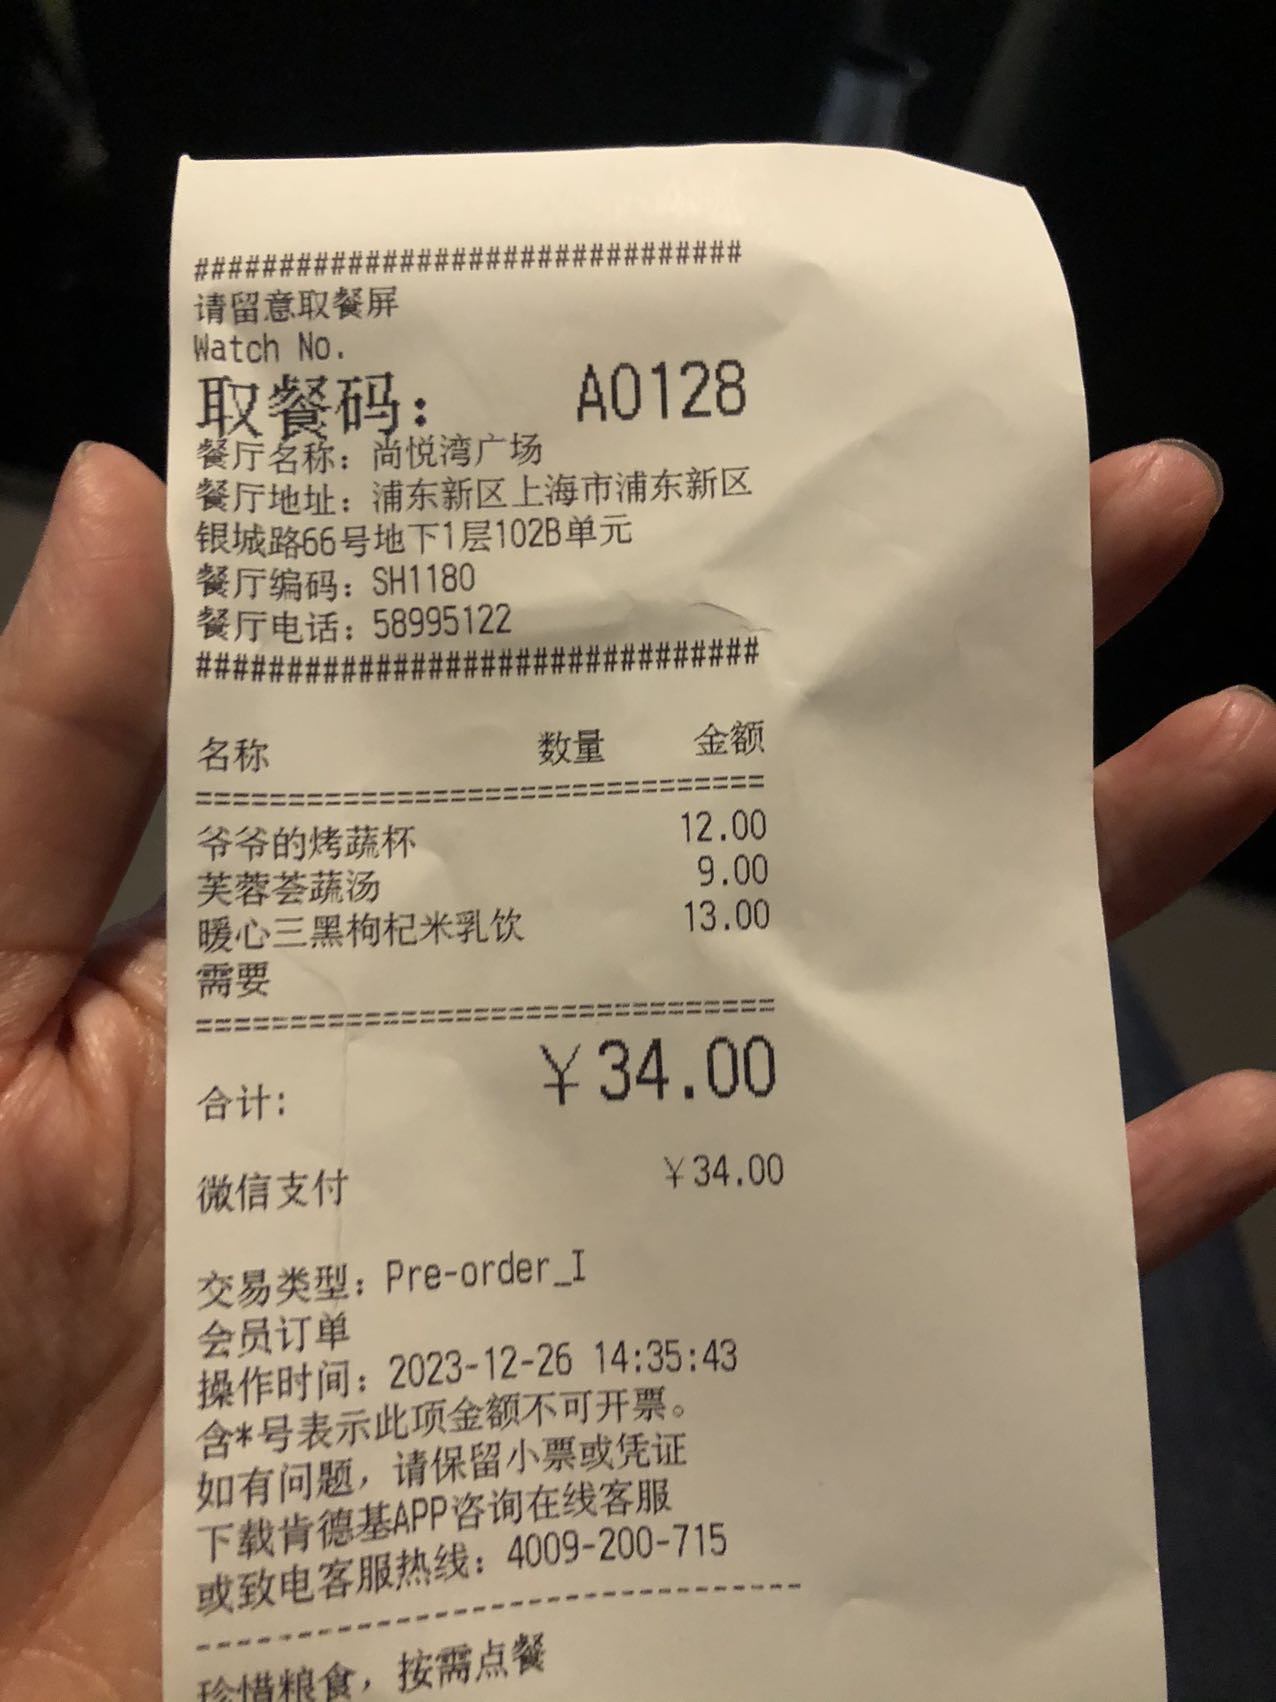 ################################
请留意取餐屏
Watch No.
取餐码： A0128
餐厅名称：尚悦湾广场
餐厅地址：浦东新区上海市浦东新区
银城路66号地下1层102B单元
餐厅编码：SH1180
餐厅电话：58995122
################################
名称 数量 金额
================================
爷爷的烤蔬杯 12.00
芙蓉荟蔬汤 9.00
暖心三黑枸杞米乳饮 13.00
需要
================================
合计: ￥34.00
微信支付 ￥34.00
交易类型：Pre-order_I
会员订单
操作时间：2023-12-26 14:35:43
含*号表示此项金额不可开票。
如有问题，请保留小票或凭证
下载肯德基APP咨询在线客服
或致电客服热线：4009-200-715
--------------------------------
珍惜粮食，按需点餐